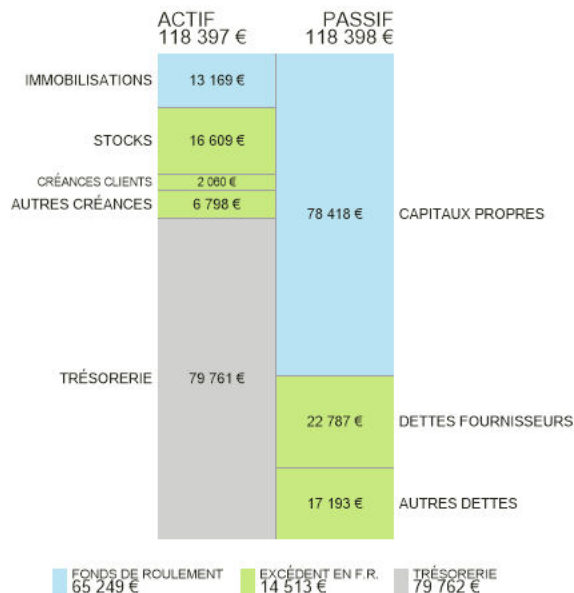 ACTIF
118 397 €
PASSIF
118 398 €
IMMOBILISATIONS
13 169 €
STOCKS
16 609 €
CRÉANCES CLIENTS
2 060 €
AUTRES CRÉANCES
6 798 €
78 418 €
CAPITAUX PROPRES
TRÉSORERIE
79 761 €
22 787 €
DETTES FOURNISSEURS
17 193 €
AUTRES DETTES
FONDS DE ROULEMENT
65 249 €
EXCÉDENT EN F.R.
14 513 €
TRÉSORERIE
79 762 €